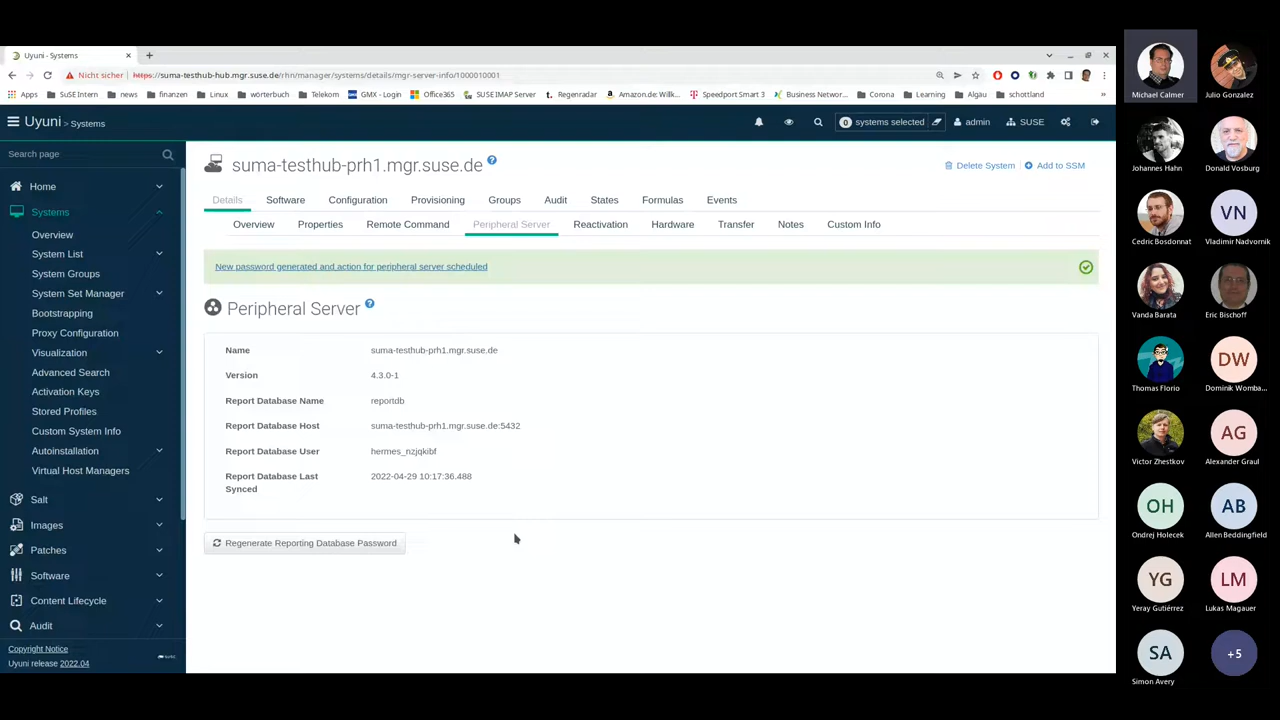 Uyuni - Systems
Nicht sicher
https://suma-testhub-hub.mgr.suse.de/rhn/manager/systems/details/mgr-server-info/1000010001
Apps
SuSE Intern
news
finanzen
Linux
wörterbuch
Telekom
GMX - Login
Office365
SUSE IMAP Server
Regenradar
Amazon.de: Willk...
Speedport Smart 3
Business Networ...
Corona
Learning
Algäu
schottland
»
Uyuni > Systems
0 systems selected
admin
SUSE
Search page
Home
Systems
Overview
System List
System Groups
System Set Manager
Bootstrapping
Proxy Configuration
Visualization
Advanced Search
Activation Keys
Stored Profiles
Custom System Info
Autoinstallation
Virtual Host Managers
Salt
Images
Patches
Software
Content Lifecycle
Audit
Copyright Notice
Uyuni release 2022.04
suma-testhub-prh1.mgr.suse.de
Delete System
Add to SSM
Details
Software
Configuration
Provisioning
Groups
Audit
States
Formulas
Events
Overview
Properties
Remote Command
Peripheral Server
Reactivation
Hardware
Transfer
Notes
Custom Info
New password generated and action for peripheral server scheduled
Peripheral Server
Name suma-testhub-prh1.mgr.suse.de
Version 4.3.0-1
Report Database Name reportdb
Report Database Host suma-testhub-prh1.mgr.suse.de:5432
Report Database User hermes_nzjqkibf
Report Database Last 2022-04-29 10:17:36.488
Synced
Regenerate Reporting Database Password
Michael Calmer
Julio Gonzalez
Johannes Hahn
Donald Vosburg
Cedric Bosdonnat
VN
Vladimir Nadvornik
Vanda Barata
Eric Bischoff
Thomas Florio
DW
Dominik Womba...
Victor Zhestkov
AG
Alexander Graul
OH
Ondrej Holecek
AB
Allen Beddingfield
YG
Yeray Gutiérrez
LM
Lukas Magauer
SA
Simon Avery
+5